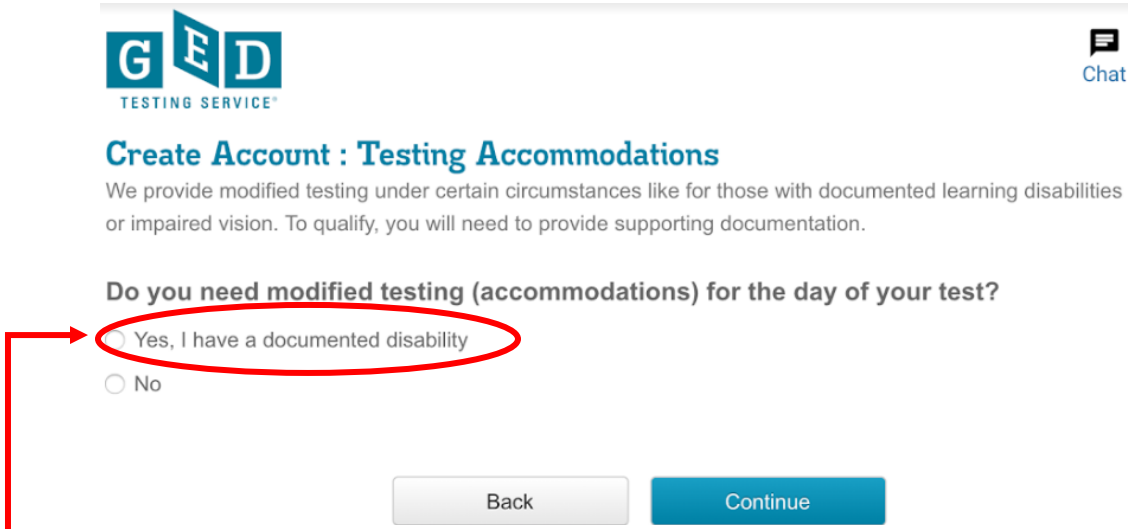 GED
TESTING SERVICE®
Chat
Create Account : Testing Accommodations
We provide modified testing under certain circumstances like for those with documented learning disabilities
or impaired vision. To qualify, you will need to provide supporting documentation.
Do you need modified testing (accommodations) for the day of your test?
Yes, I have a documented disability
No
Back
Continue